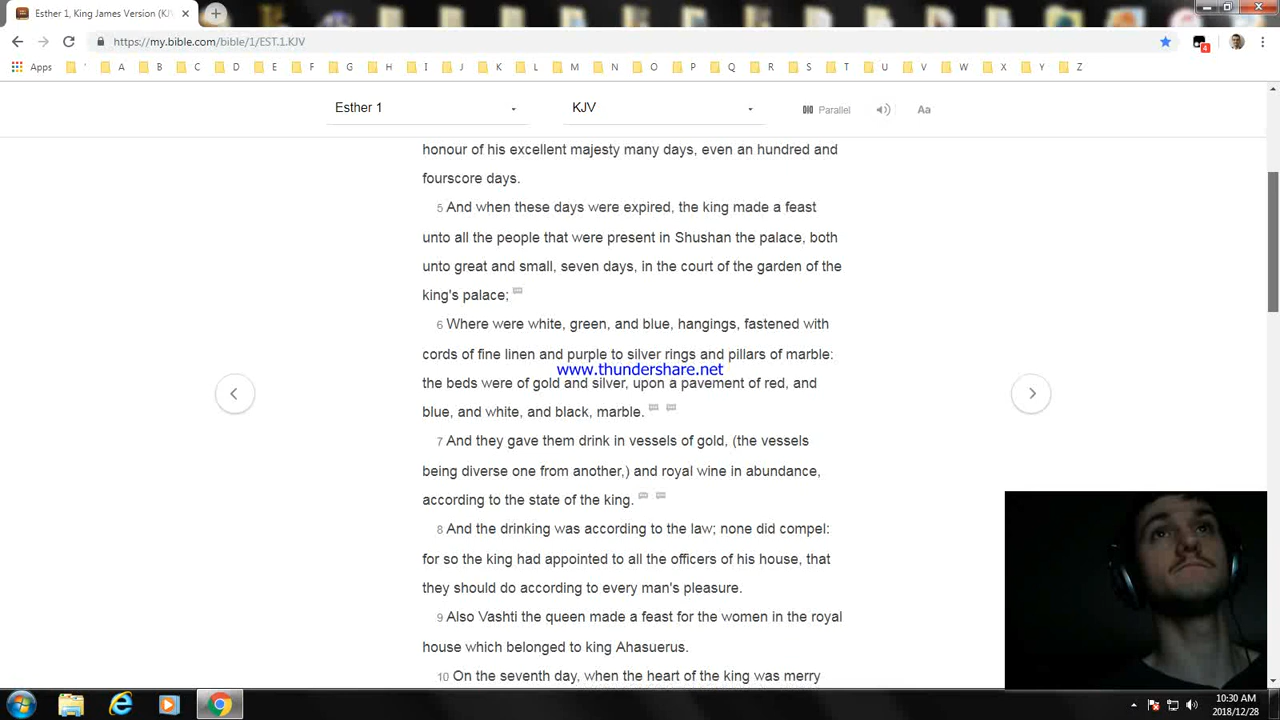 Esther 1, King James Version (KJ
https://my.bible.com/bible/1/EST.1.KJV
4
Apps ' A B C D E F G H I J K L M N O P Q R S T U V W X Y Z
Esther 1 KJV Parallel Aa
honour of his excellent majesty many days, even an hundred and
fourscore days.
5 And when these days were expired, the king made a feast
unto all the people that were present in Shushan the palace, both
unto great and small, seven days, in the court of the garden of the
king's palace;
6 Where were white, green, and blue, hangings, fastened with
cords of fine linen and purple to silver rings and pillars of marble:
www.thundershare.net
the beds were of gold and silver, upon a pavement of red, and
blue, and white, and black, marble.
7 And they gave them drink in vessels of gold, (the vessels
being diverse one from another,) and royal wine in abundance,
according to the state of the king.
8 And the drinking was according to the law; none did compel:
for so the king had appointed to all the officers of his house, that
they should do according to every man's pleasure.
9 Also Vashti the queen made a feast for the women in the royal
house which belonged to king Ahasuerus.
10 On the seventh day, when the heart of the king was merry
10:30 AM
2018/12/28